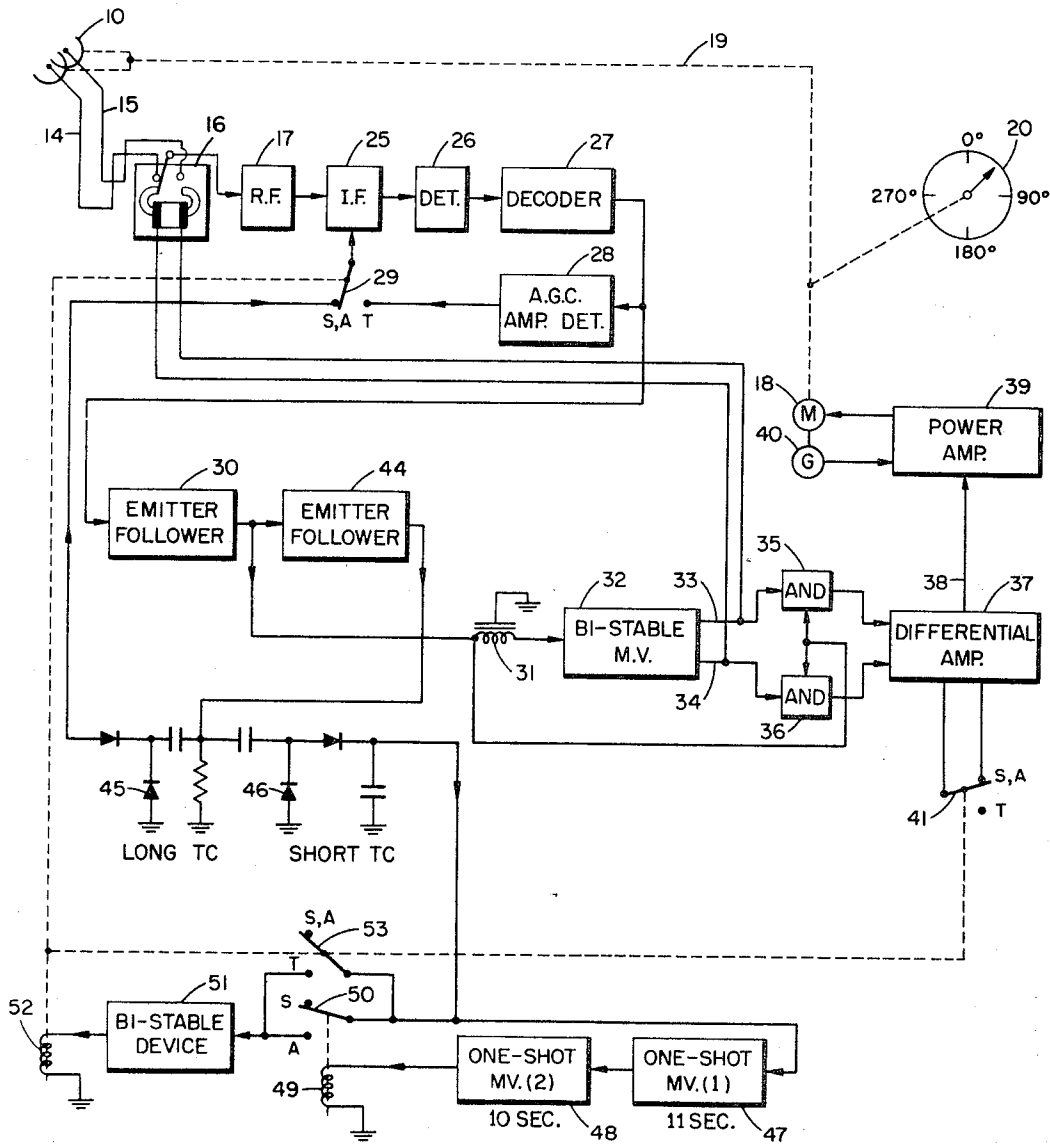 10
19
15
14
16
17
25
26
27
R.F.
I.F.
DET.
DECODER
0°
20
270°
90°
180°
28
29
A.G.C.
AMP. DET.
S,A T
18
M
39
POWER
AMP.
40
G
30
EMITTER
FOLLOWER
44
EMITTER
FOLLOWER
35
AND
38
37
DIFFERENTIAL
AMP.
32
33
BI-STABLE
M.V.
31
34
AND
36
45
46
LONG TC
SHORT TC
S,A
41
T
S,A
53
T
S
50
A
51
BI-STABLE
DEVICE
52
49
ONE-SHOT
MV.(2)
10 SEC.
48
ONE-SHOT
MV.(1)
11 SEC.
47